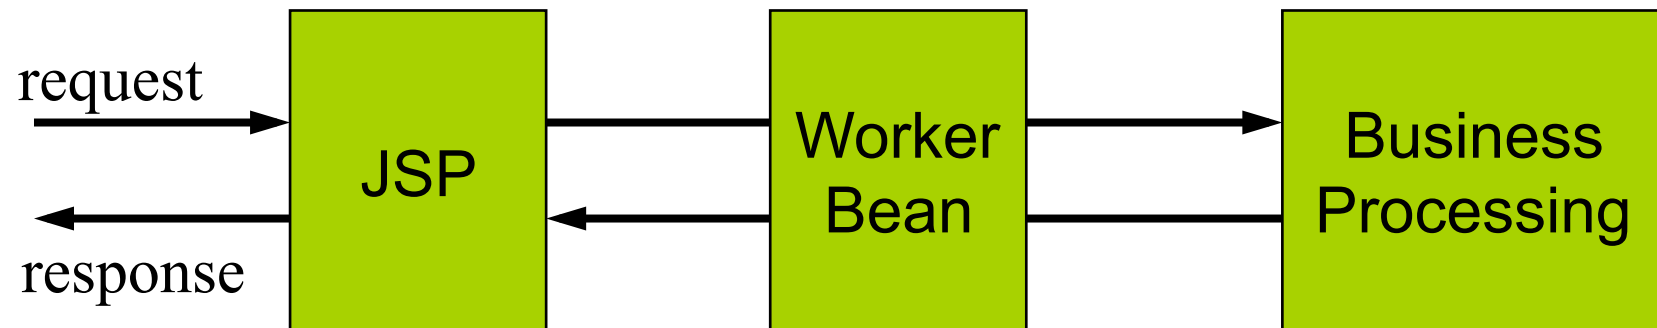 request
response
JSP
Worker
Bean
Business
Processing